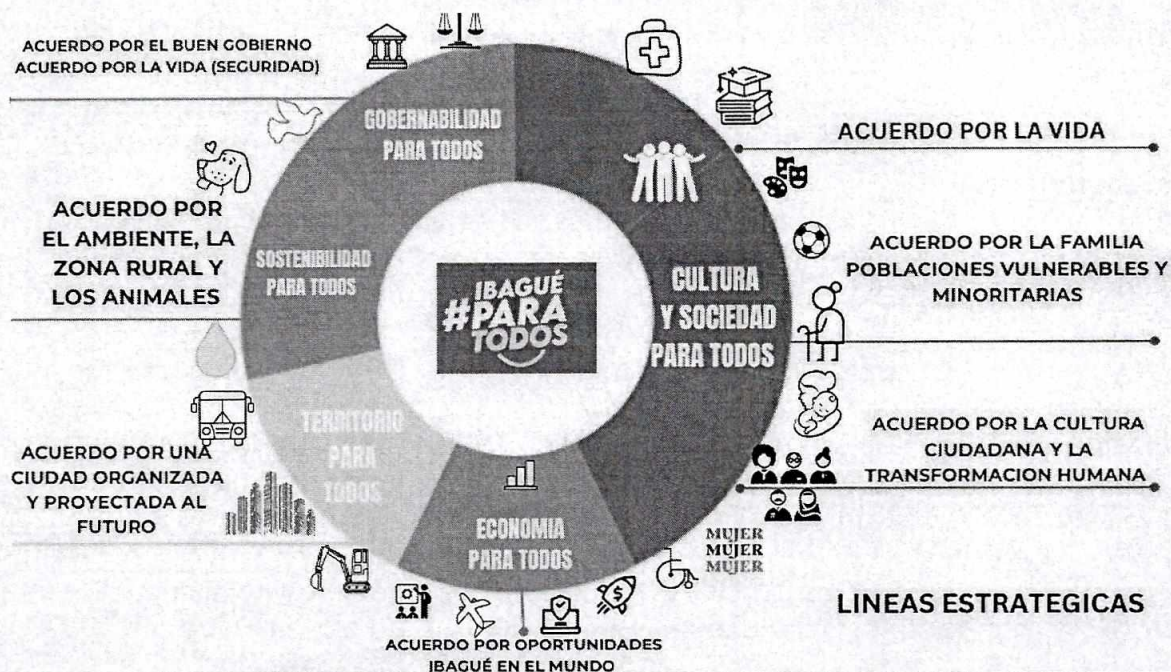 ACUERDO POR EL BUEN GOBIERNO
ACUERDO POR LA VIDA (SEGURIDAD)
GOBERNABILIDAD
PARA TODOS
ACUERDO POR LA VIDA
ACUERDO POR
EL AMBIENTE, LA
ZONA RURAL Y
LOS ANIMALES
SOSTENIBILIDAD
PARA TODOS
IBAGUÉ
#PARA
TODOS
CULTURA
Y SOCIEDAD
PARA TODOS
ACUERDO POR LA FAMILIA
POBLACIONES VULNERABLES Y
MINORITARIAS
TERRITORIO
PARA
TODOS
ACUERDO POR UNA
CIUDAD ORGANIZADA
Y PROYECTADA AL
FUTURO
ACUERDO POR LA CULTURA
CIUDADANA Y LA
TRANSFORMACION HUMANA
ECONOMIA
PARA TODOS
MUJER
MUJER
MUJER
$
LINEAS ESTRATEGICAS
ACUERDO POR OPORTUNIDADES
IBAGUÉ EN EL MUNDO